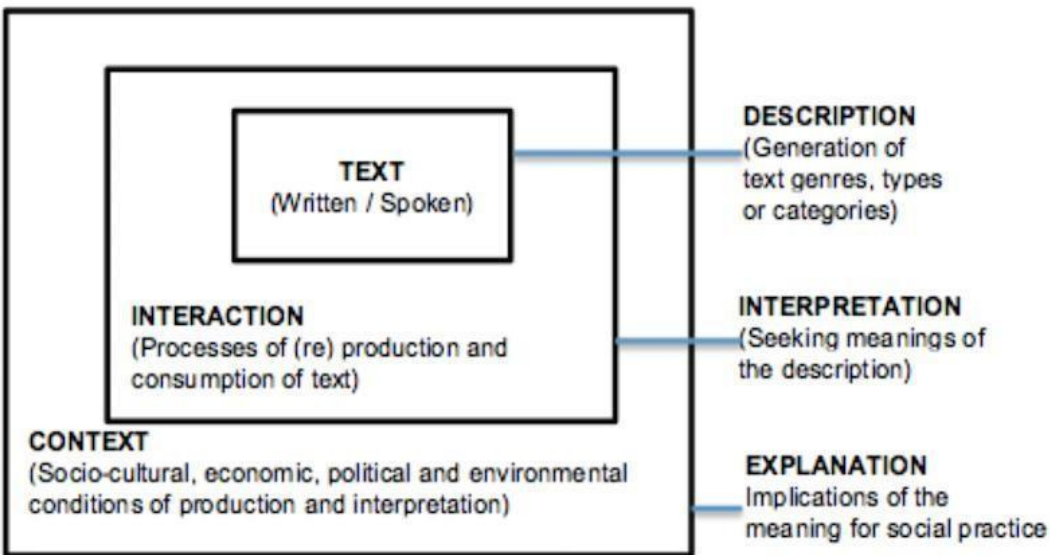 TEXT
(Written / Spoken)
INTERACTION
(Processes of (re) production and
consumption of text)
CONTEXT
(Socio-cultural, economic, political and environmental
conditions of production and interpretation)
DESCRIPTION
(Generation of
text genres, types
or categories)
INTERPRETATION
(Seeking meanings of
the description)
EXPLANATION
Implications of the
meaning for social practice